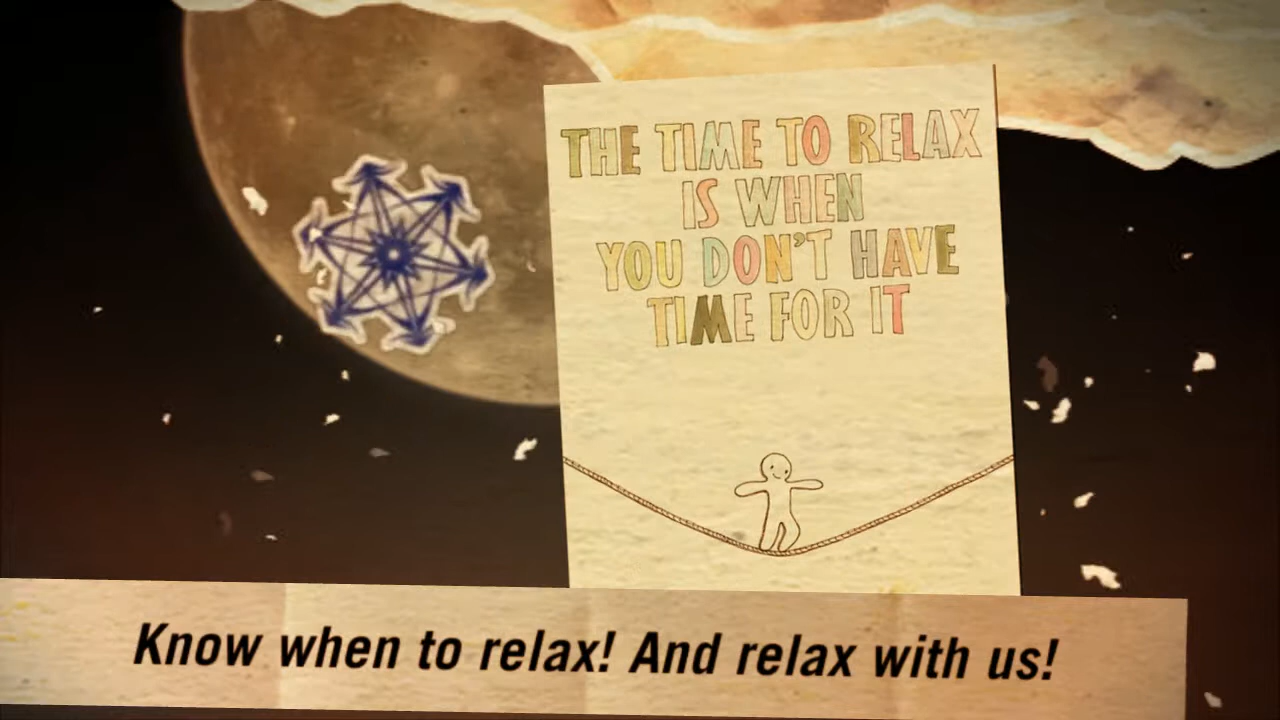 THE TIME TO RELAX
IS WHEN
YOU DON'T HAVE
TIME FOR IT
Know when to relax! And relax with us!